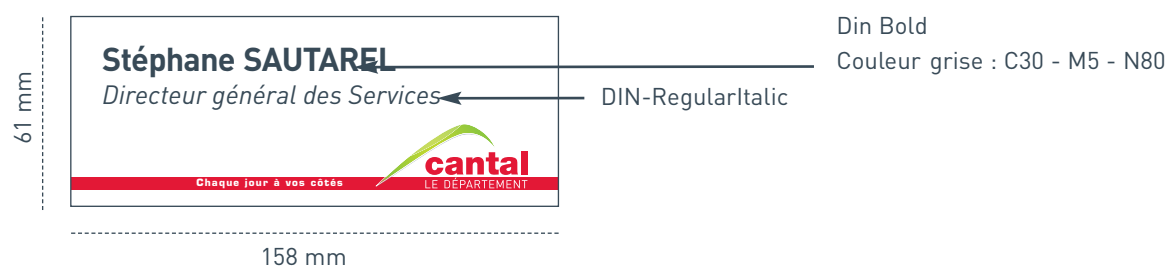 Din Bold
Couleur grise : C30 - M5 - N80
Stéphane SAUTAREL
Directeur général des Services
DIN-RegularItalic
61 mm
cantal
Chaque jour à vos côtés
LE DÉPARTEMENT
158 mm